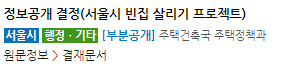 정보공개 결정(서울시 빈집 살리기 프로젝트)
서울시 행정·기타 [부분공개] 주택건축국 주택정책과
원문정보 > 결재문서